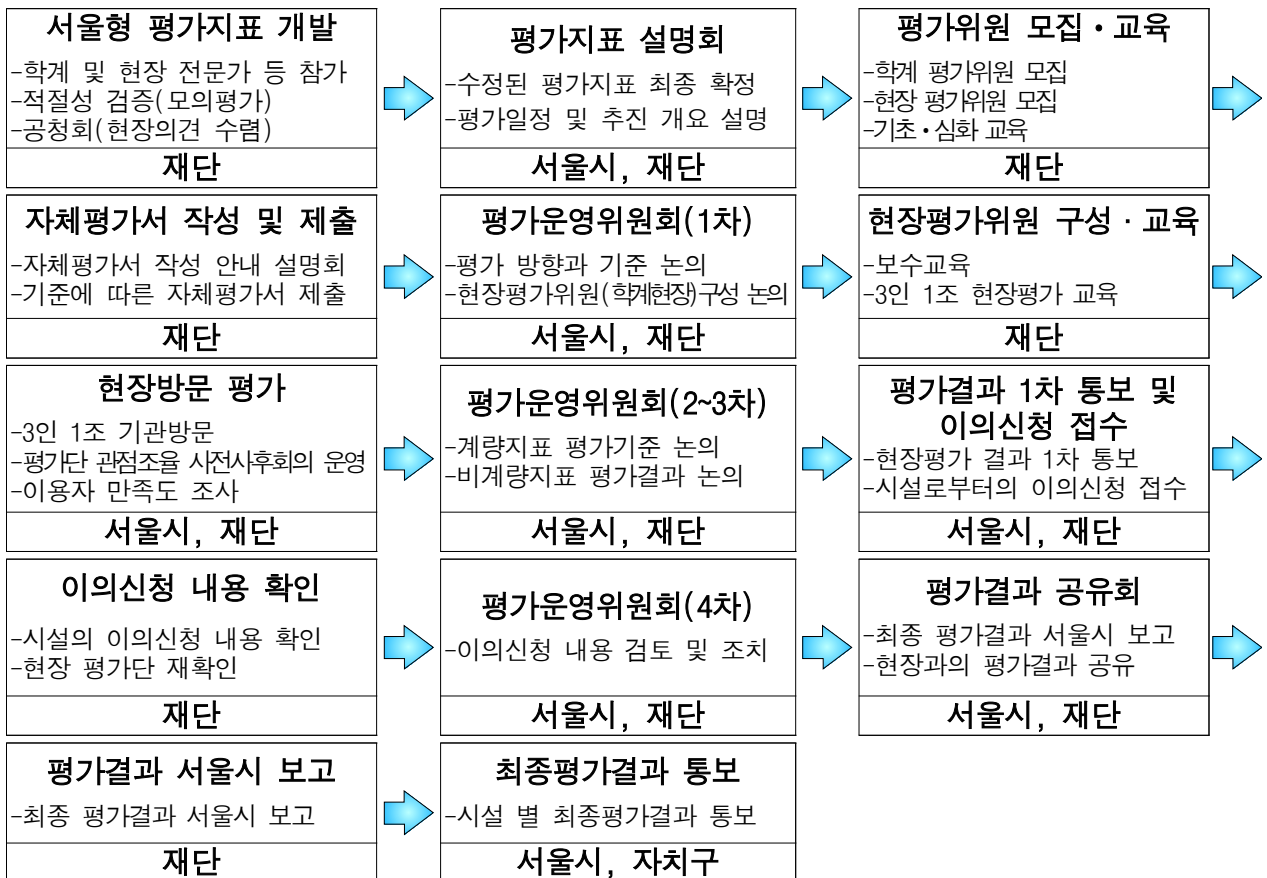 서울형 평가지표 개발
-학계 및 현장 전문가 등 참가
-적절성 검증(모의평가)
-공청회(현장의견 수렴)
재단
평가지표 설명회
-수정된 평가지표 최종 확정
-평가일정 및 추진 개요 설명
서울시, 재단
평가위원 모집·교육
-학계 평가위원 모집
-현장 평가위원 모집
-기초·심화 교육
재단
자체평가서 작성 및 제출
-자체평가서 작성 안내 설명회
-기준에 따른 자체평가서 제출
재단
평가운영위원회(1차)
-평가 방향과 기준 논의
-현장평가위원(학계현장)구성 논의
서울시, 재단
현장평가위원 구성·교육
-보수교육
-3인 1조 현장평가 교육
재단
현장방문 평가
-3인 1조 기관방문
-평가단 관점조율 사전사후회의 운영
-이용자 만족도 조사
서울시, 재단
평가운영위원회(2~3차)
-계량지표 평가기준 논의
-비계량지표 평가결과 논의
서울시, 재단
평가결과 1차 통보 및
이의신청 접수
-현장평가 결과 1차 통보
-시설로부터의 이의신청 접수
서울시, 재단
이의신청 내용 확인
-시설의 이의신청 내용 확인
-현장 평가단 재확인
재단
평가운영위원회(4차)
-이의신청 내용 검토 및 조치
서울시, 재단
평가결과 공유회
-최종 평가결과 서울시 보고
-현장과의 평가결과 공유
서울시, 재단
평가결과 서울시 보고
-최종 평가결과 서울시 보고
재단
최종평가결과 통보
-시설 별 최종평가결과 통보
서울시, 자치구